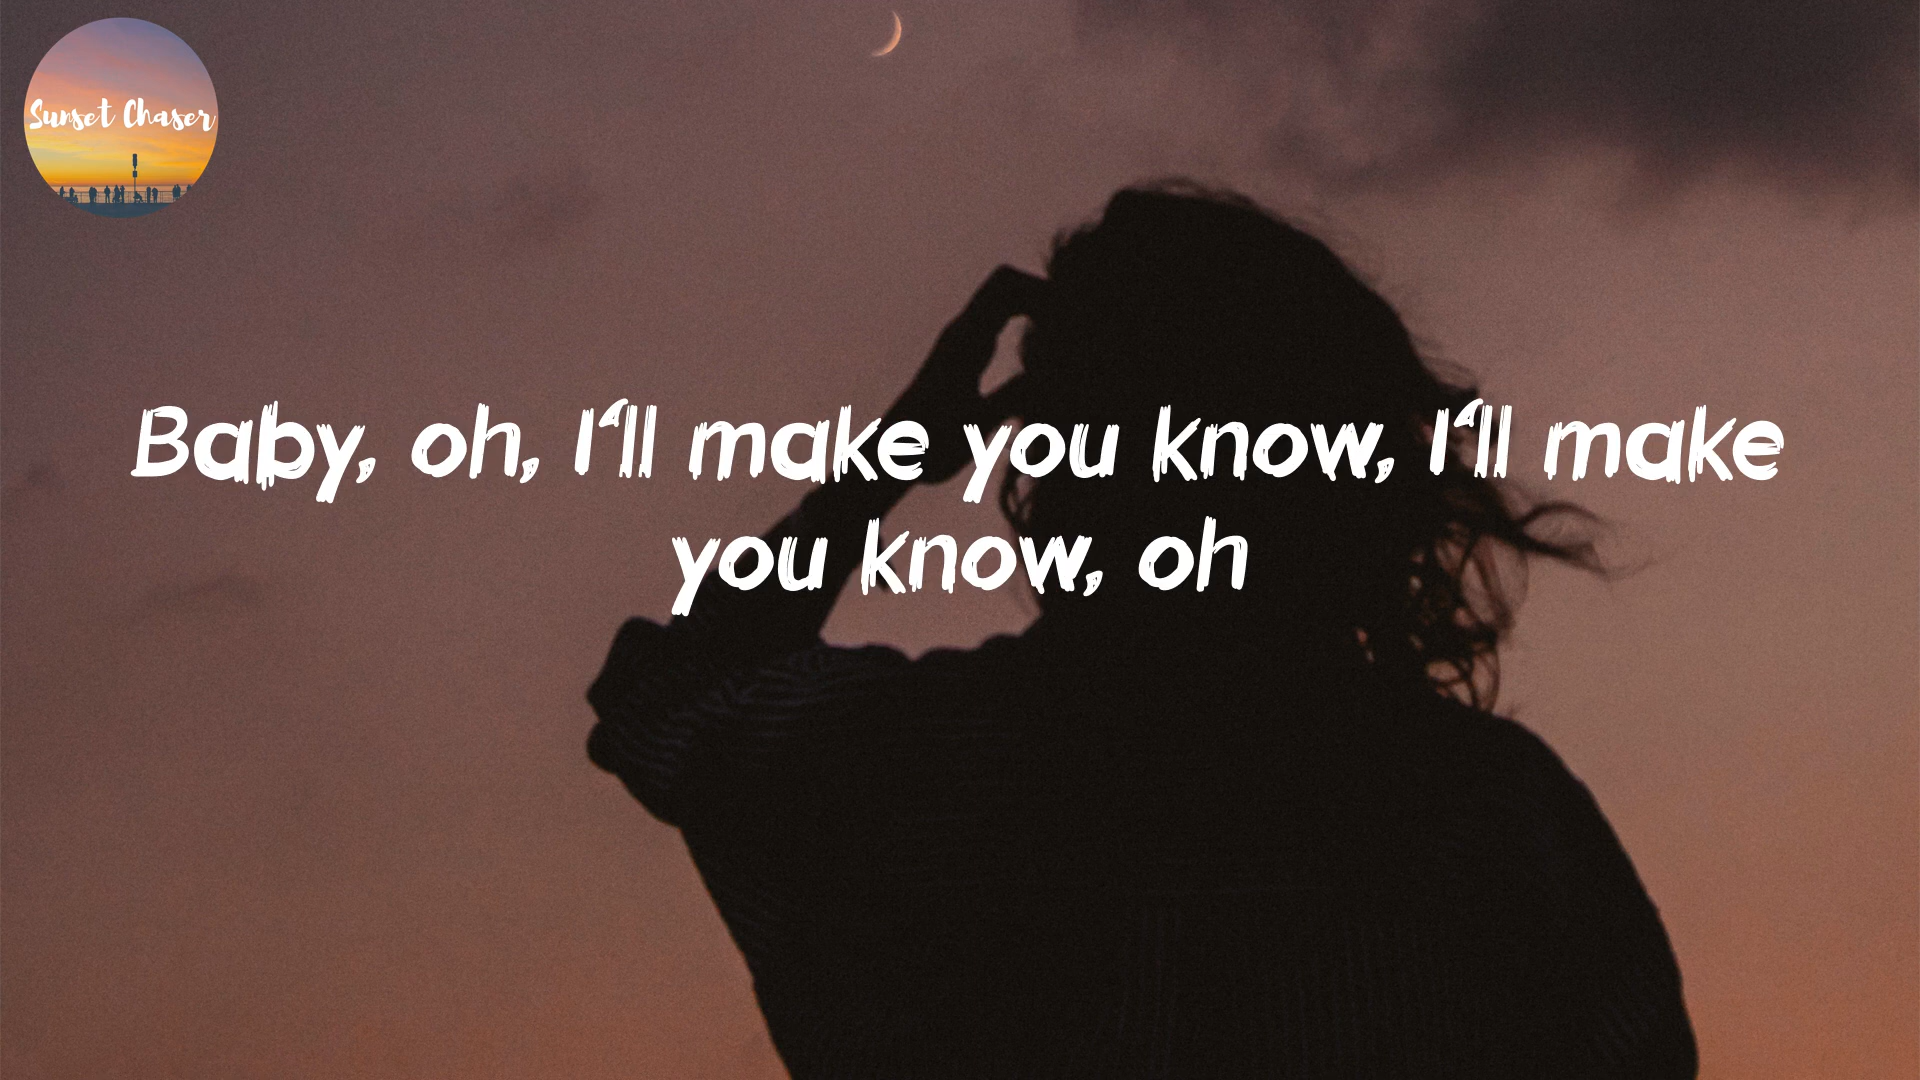 Sunset Chaser
Baby, oh, I'll make you know, I'll make
you know, oh